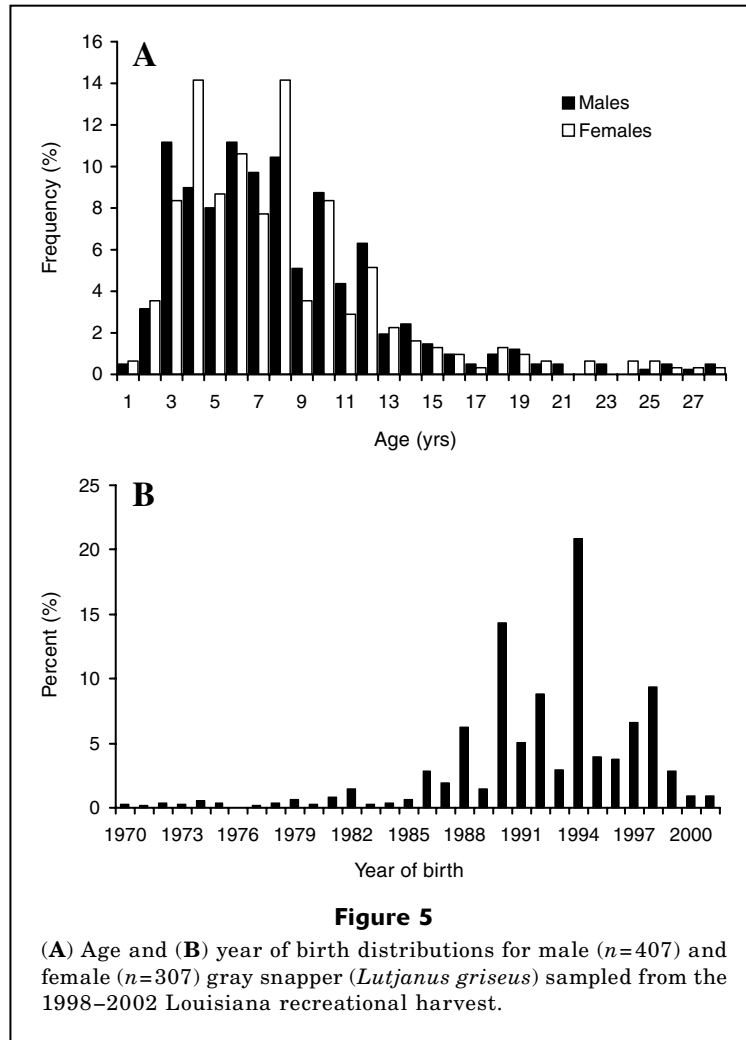 A
16
14
12
10
8
6
4
2
0
Frequency (%)
Males
Females
1 3 5 7 9 11 13 15 17 19 21 23 25 27
Age (yrs)
B
25
20
15
10
5
0
Percent (%)
1970 1973 1976 1979 1982 1985 1988 1991 1994 1997 2000
Year of birth
Figure 5
(A) Age and (B) year of birth distributions for male (n=407) and
female (n=307) gray snapper (Lutjanus griseus) sampled from the
1998–2002 Louisiana recreational harvest.